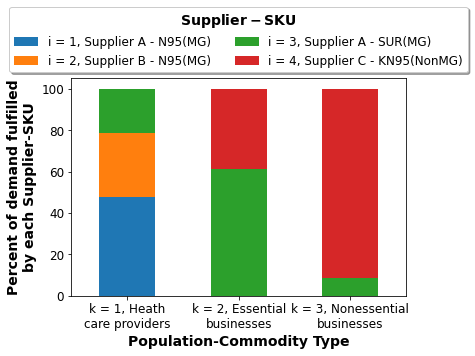 Supplier − SKU
i = 1, Supplier A - N95(MG)
i = 2, Supplier B - N95(MG)
i = 3, Supplier A - SUR(MG)
i = 4, Supplier C - KN95(NonMG)
Percent of demand fulfilled
by each Supplier-SKU
100
80
60
40
20
0
k = 1, Heath
care providers
k = 2, Essential
businesses
k = 3, Nonessential
businesses
Population-Commodity Type